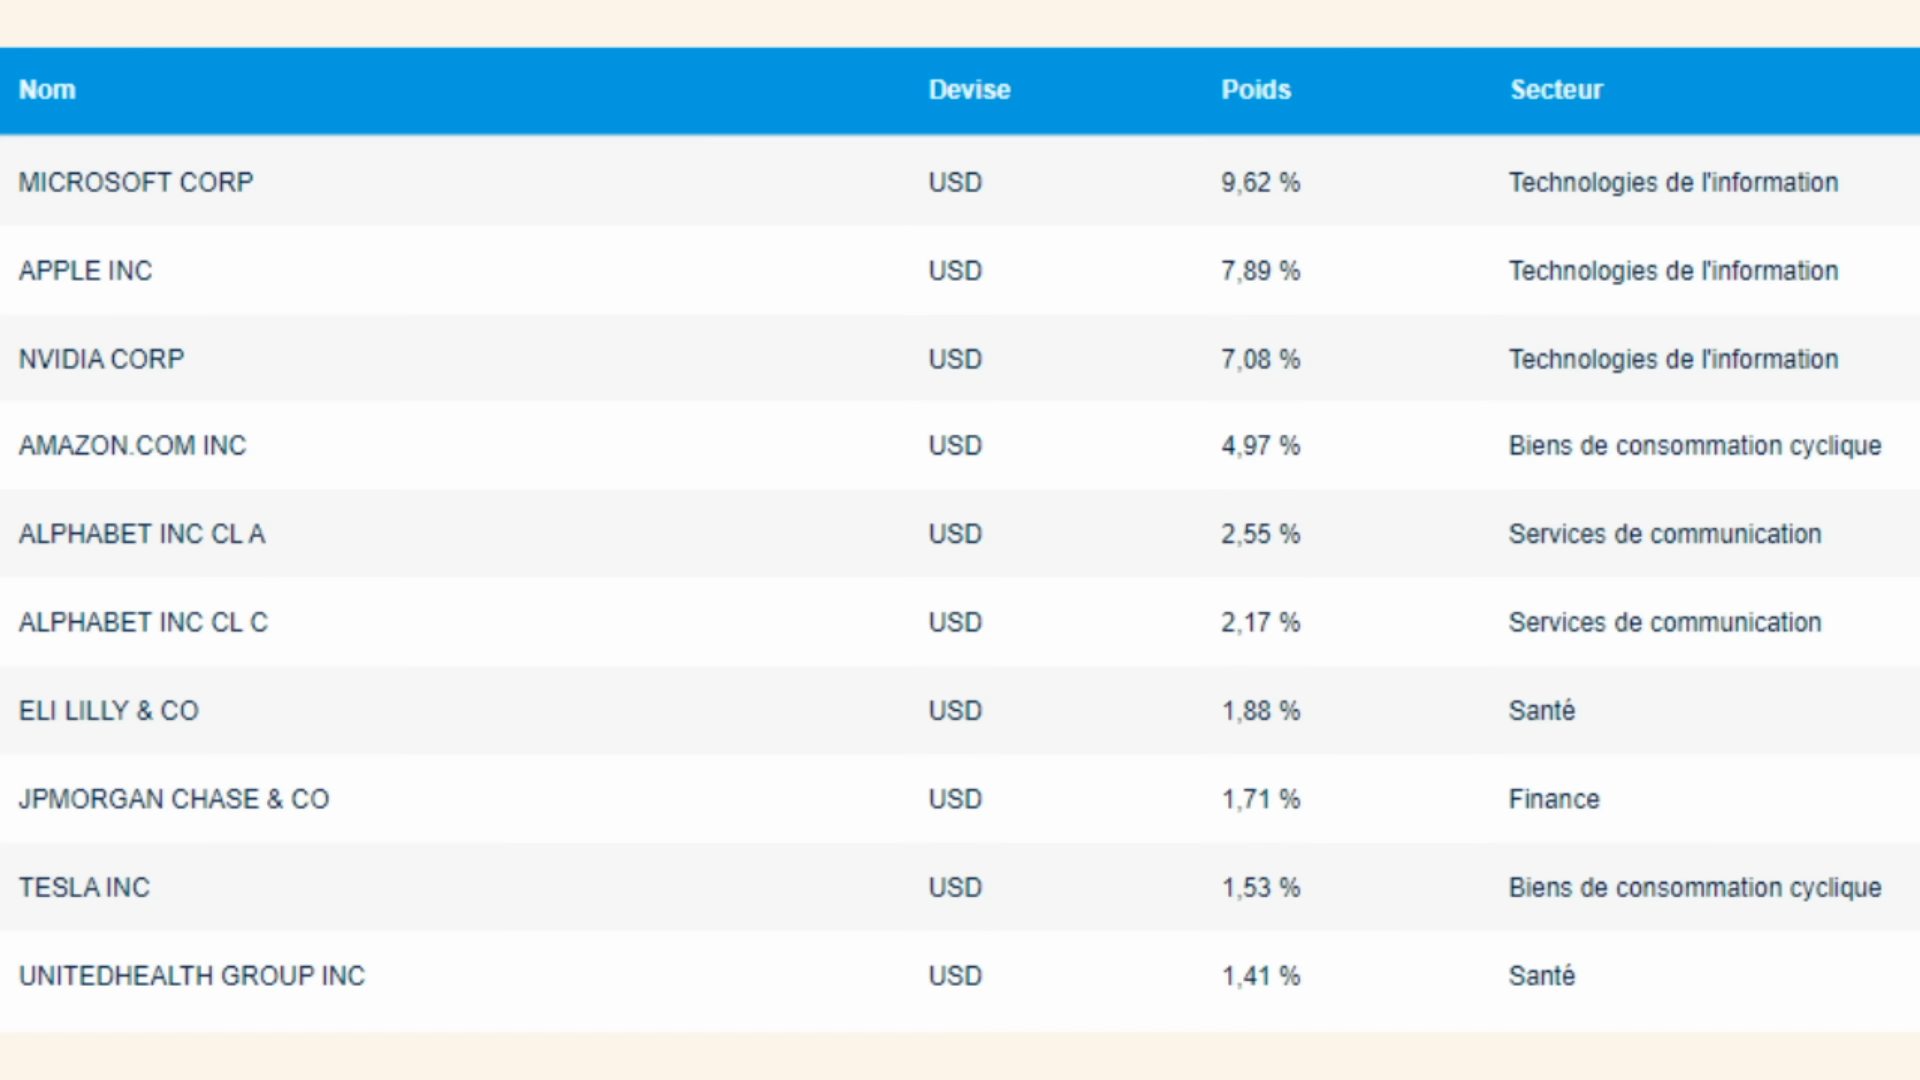 Nom Devise Poids Secteur
MICROSOFT CORP USD 9,62 % Technologies de l'information
APPLE INC USD 7,89 % Technologies de l'information
NVIDIA CORP USD 7,08 % Technologies de l'information
AMAZON.COM INC USD 4,97 % Biens de consommation cyclique
ALPHABET INC CL A USD 2,55 % Services de communication
ALPHABET INC CL C USD 2,17 % Services de communication
ELI LILLY & CO USD 1,88 % Santé
JPMORGAN CHASE & CO USD 1,71 % Finance
TESLA INC USD 1,53 % Biens de consommation cyclique
UNITEDHEALTH GROUP INC USD 1,41 % Santé